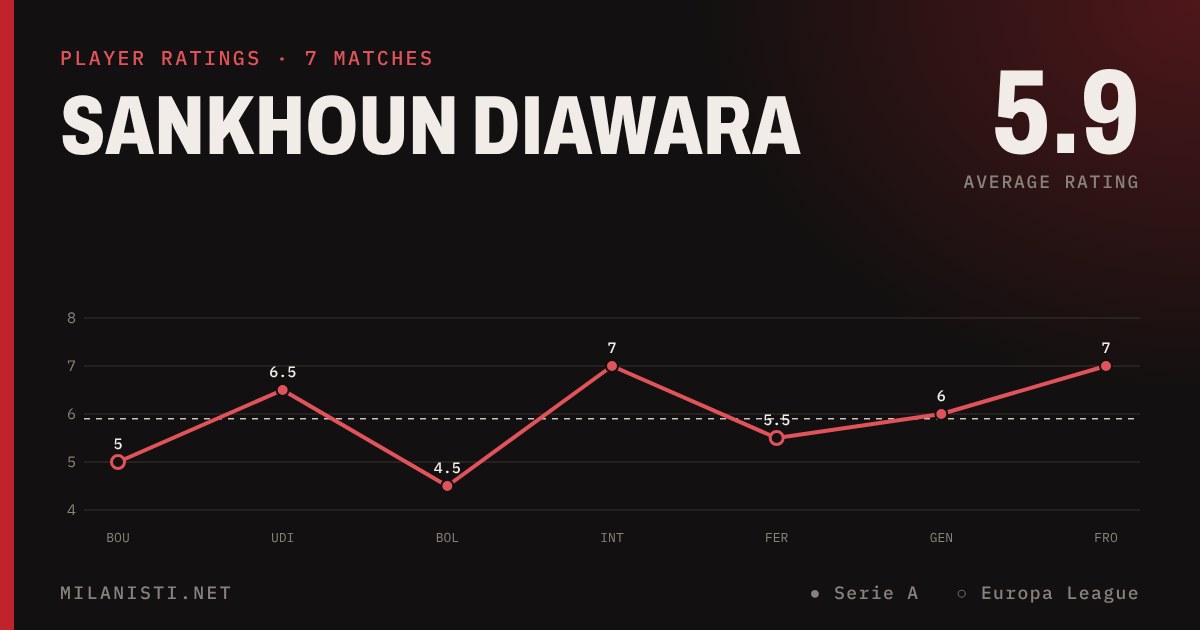 PLAYER RATINGS · 7 MATCHES
SANKHOUN DIAWARA
5.9
AVERAGE RATING
8
7
6
5
4
5
6.5
4.5
7
5.5
6
7
BOU UDI BOL INT FER GEN FRO
MILANISTI.NET
● Serie A ○ Europa League